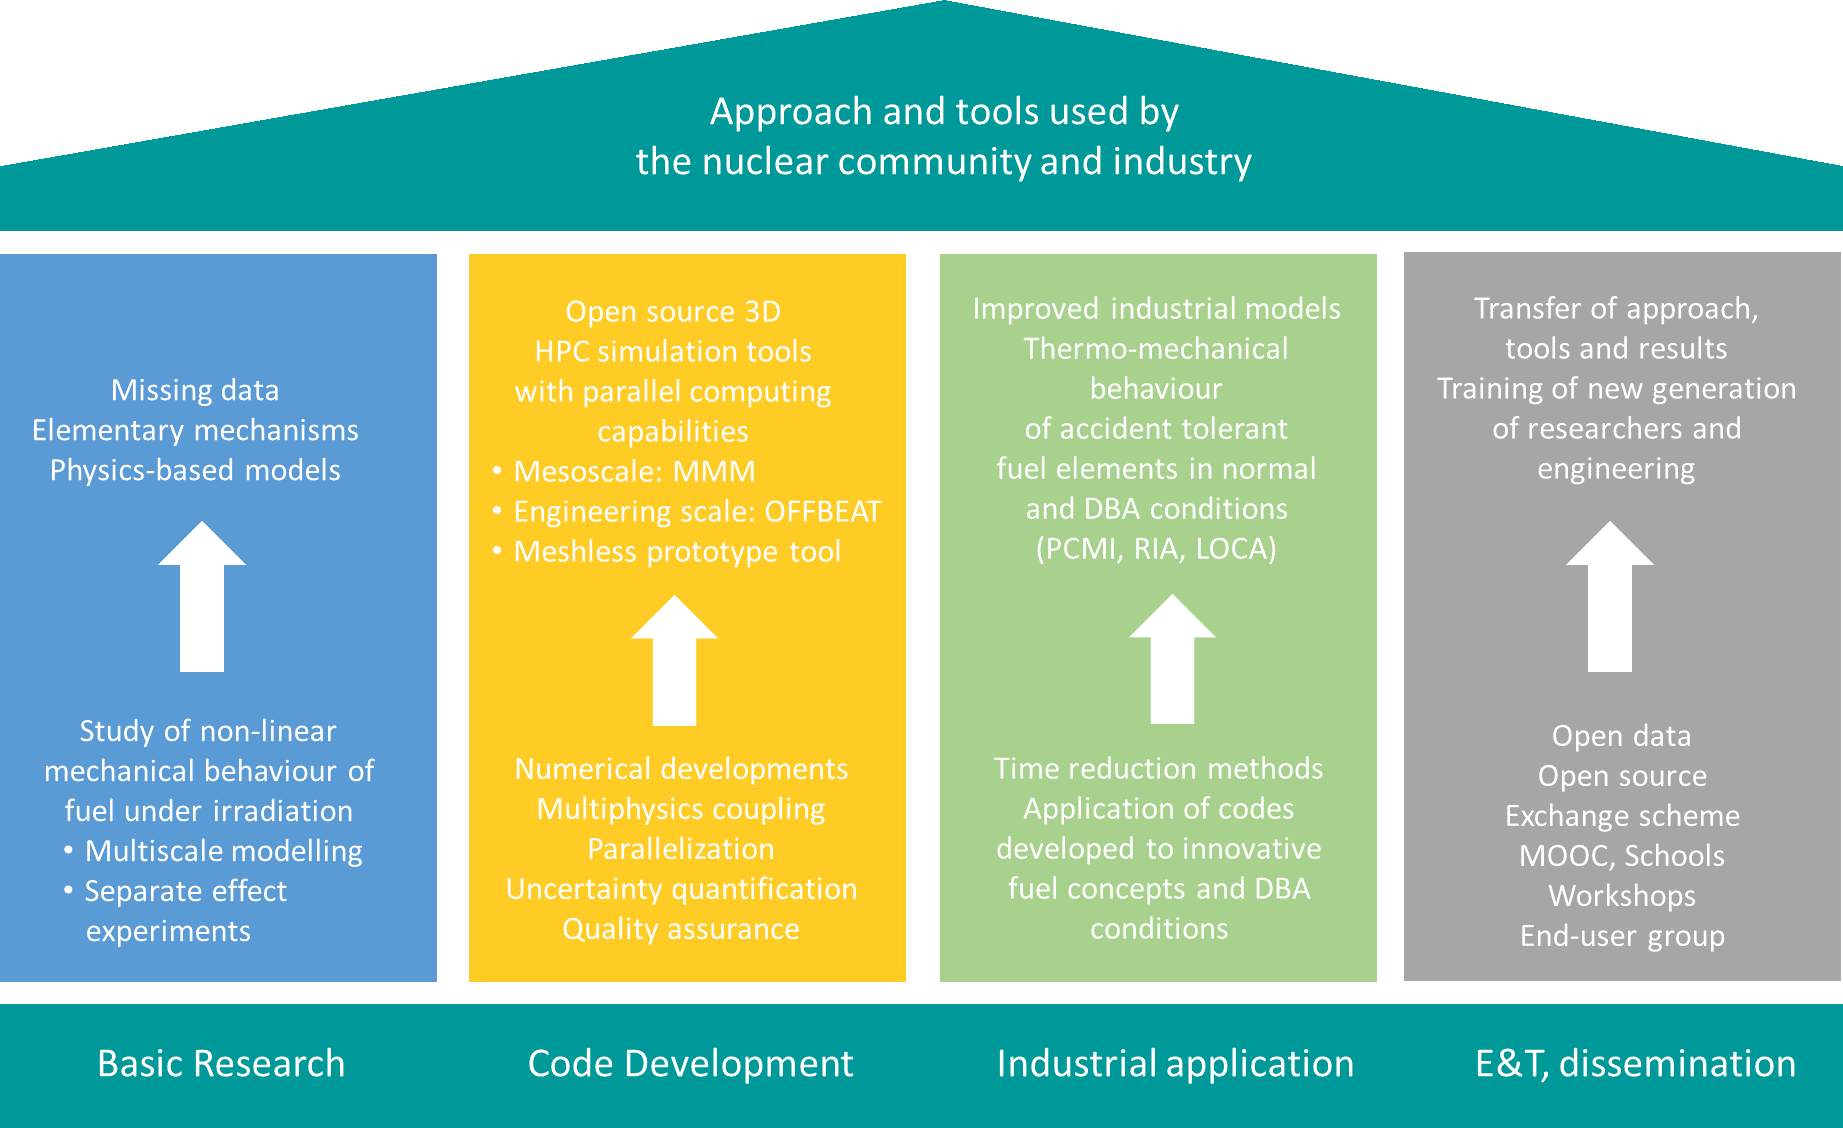 Approach and tools used by
the nuclear community and industry
Missing data
Elementary mechanisms
Physics-based models
Study of non-linear
mechanical behaviour of
fuel under irradiation
• Multiscale modelling
• Separate effect
experiments
Open source 3D
HPC simulation tools
with parallel computing
capabilities
• Mesoscale: MMM
• Engineering scale: OFFBEAT
• Meshless prototype tool
Numerical developments
Multiphysics coupling
Parallelization
Uncertainty quantification
Quality assurance
Improved industrial models
Thermo-mechanical
behaviour
of accident tolerant
fuel elements in normal
and DBA conditions
(PCMI, RIA, LOCA)
Time reduction methods
Application of codes
developed to innovative
fuel concepts and DBA
conditions
Transfer of approach,
tools and results
Training of new generation
of researchers and
engineering
Open data
Open source
Exchange scheme
MOOC, Schools
Workshops
End-user group
Basic Research
Code Development
Industrial application
E&T, dissemination